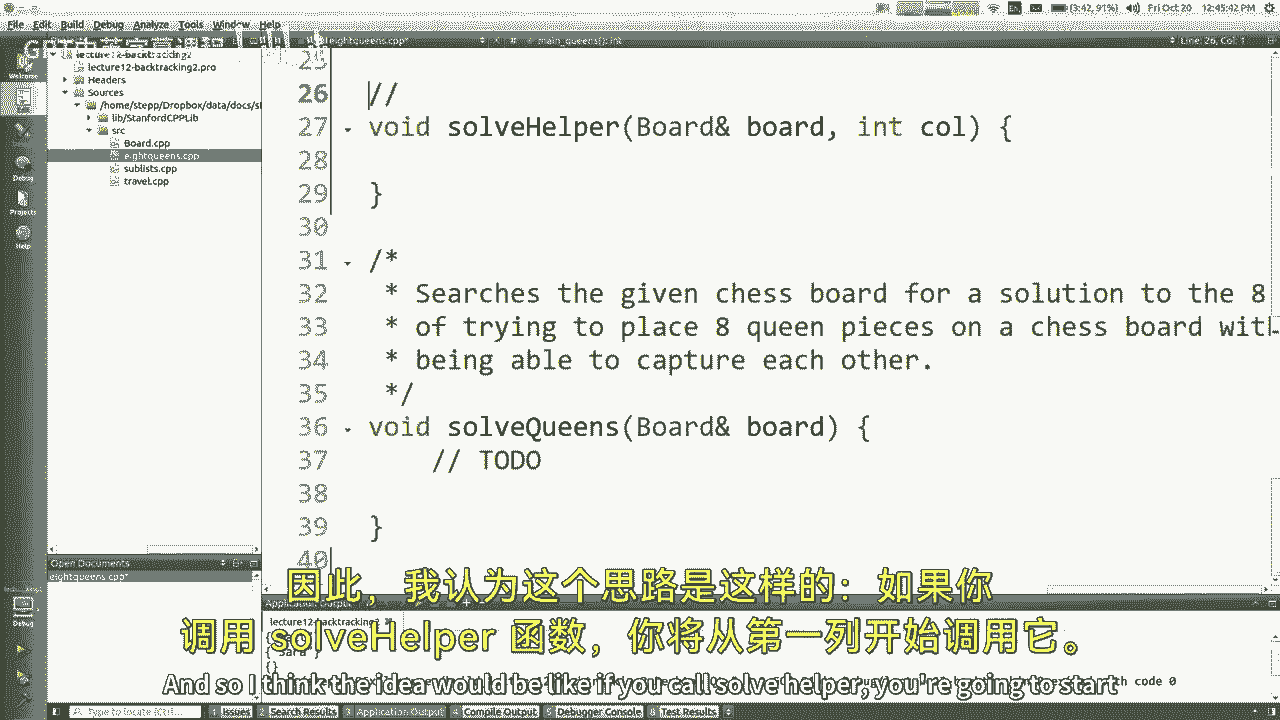 File Edit Build Debug Analyze Tools Window Help
(3:42, 91%) Fri Oct 20 12:45:42 PM
eightqueens.cpp*
Line: 26, Col: 1
Welcome
lecture12-backtracking2
lecture12-backtracking2.pro
Headers
Sources
/home/stepp/Dropbox/data/docs/st
lib/StanfordCPPLib
src
Board.cpp
eightqueens.cpp
sublists.cpp
travel.cpp
Debug
Projects
Help
25
26 //
27 void solveHelper(Board& board, int col) {
28
29 }
30
31 /*
32 * Searches the given chess board for a solution to the 8
33 * of trying to place 8 queen pieces on a chess board with
34 * being able to capture each other.
35 */
36 void solveQueens(Board& board) {
37 // TODO
38
39 }
40
Open Documents
eightqueens.cpp*
Debug
Application Output
lecture12-backtracking2
{}
th code 0
因此，我认为这个思路是这样的：如果你
调用 solveHelper 函数，你将从第一列开始调用它。
And so I think the idea would be like if you call solve helper, you're going to start
Type to locate (Ctrl...
1 Issues 2 Search Results 3 Application Output 4 Compile Output 5 Debugger Console 8 Test Results